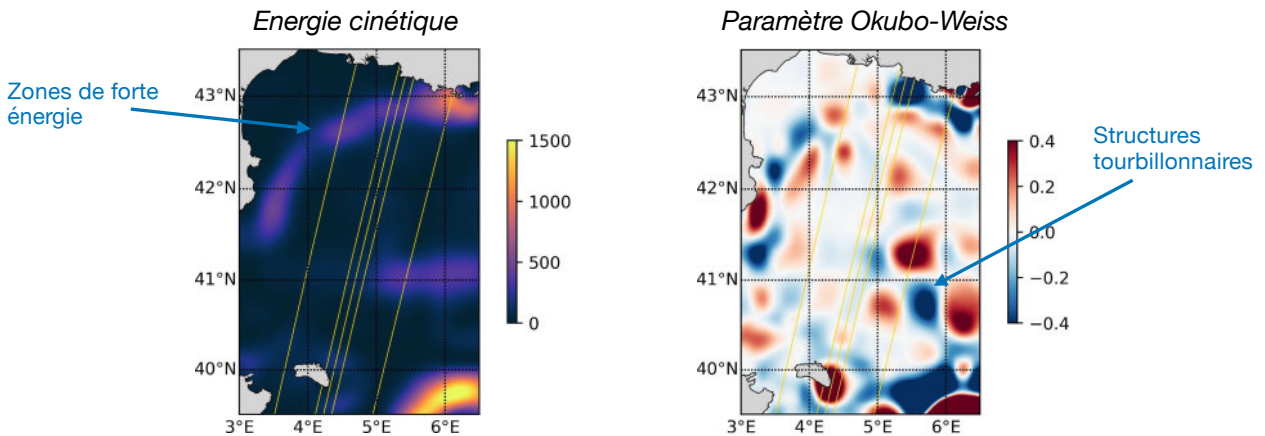 Energie cinétique
Paramètre Okubo-Weiss
Zones de forte
énergie
Structures
tourbillonnaires
43°N
42°N
41°N
40°N
3°E 4°E 5°E 6°E
1500
1000
500
0
43°N
42°N
41°N
40°N
3°E 4°E 5°E 6°E
0.4
0.2
0.0
−0.2
−0.4